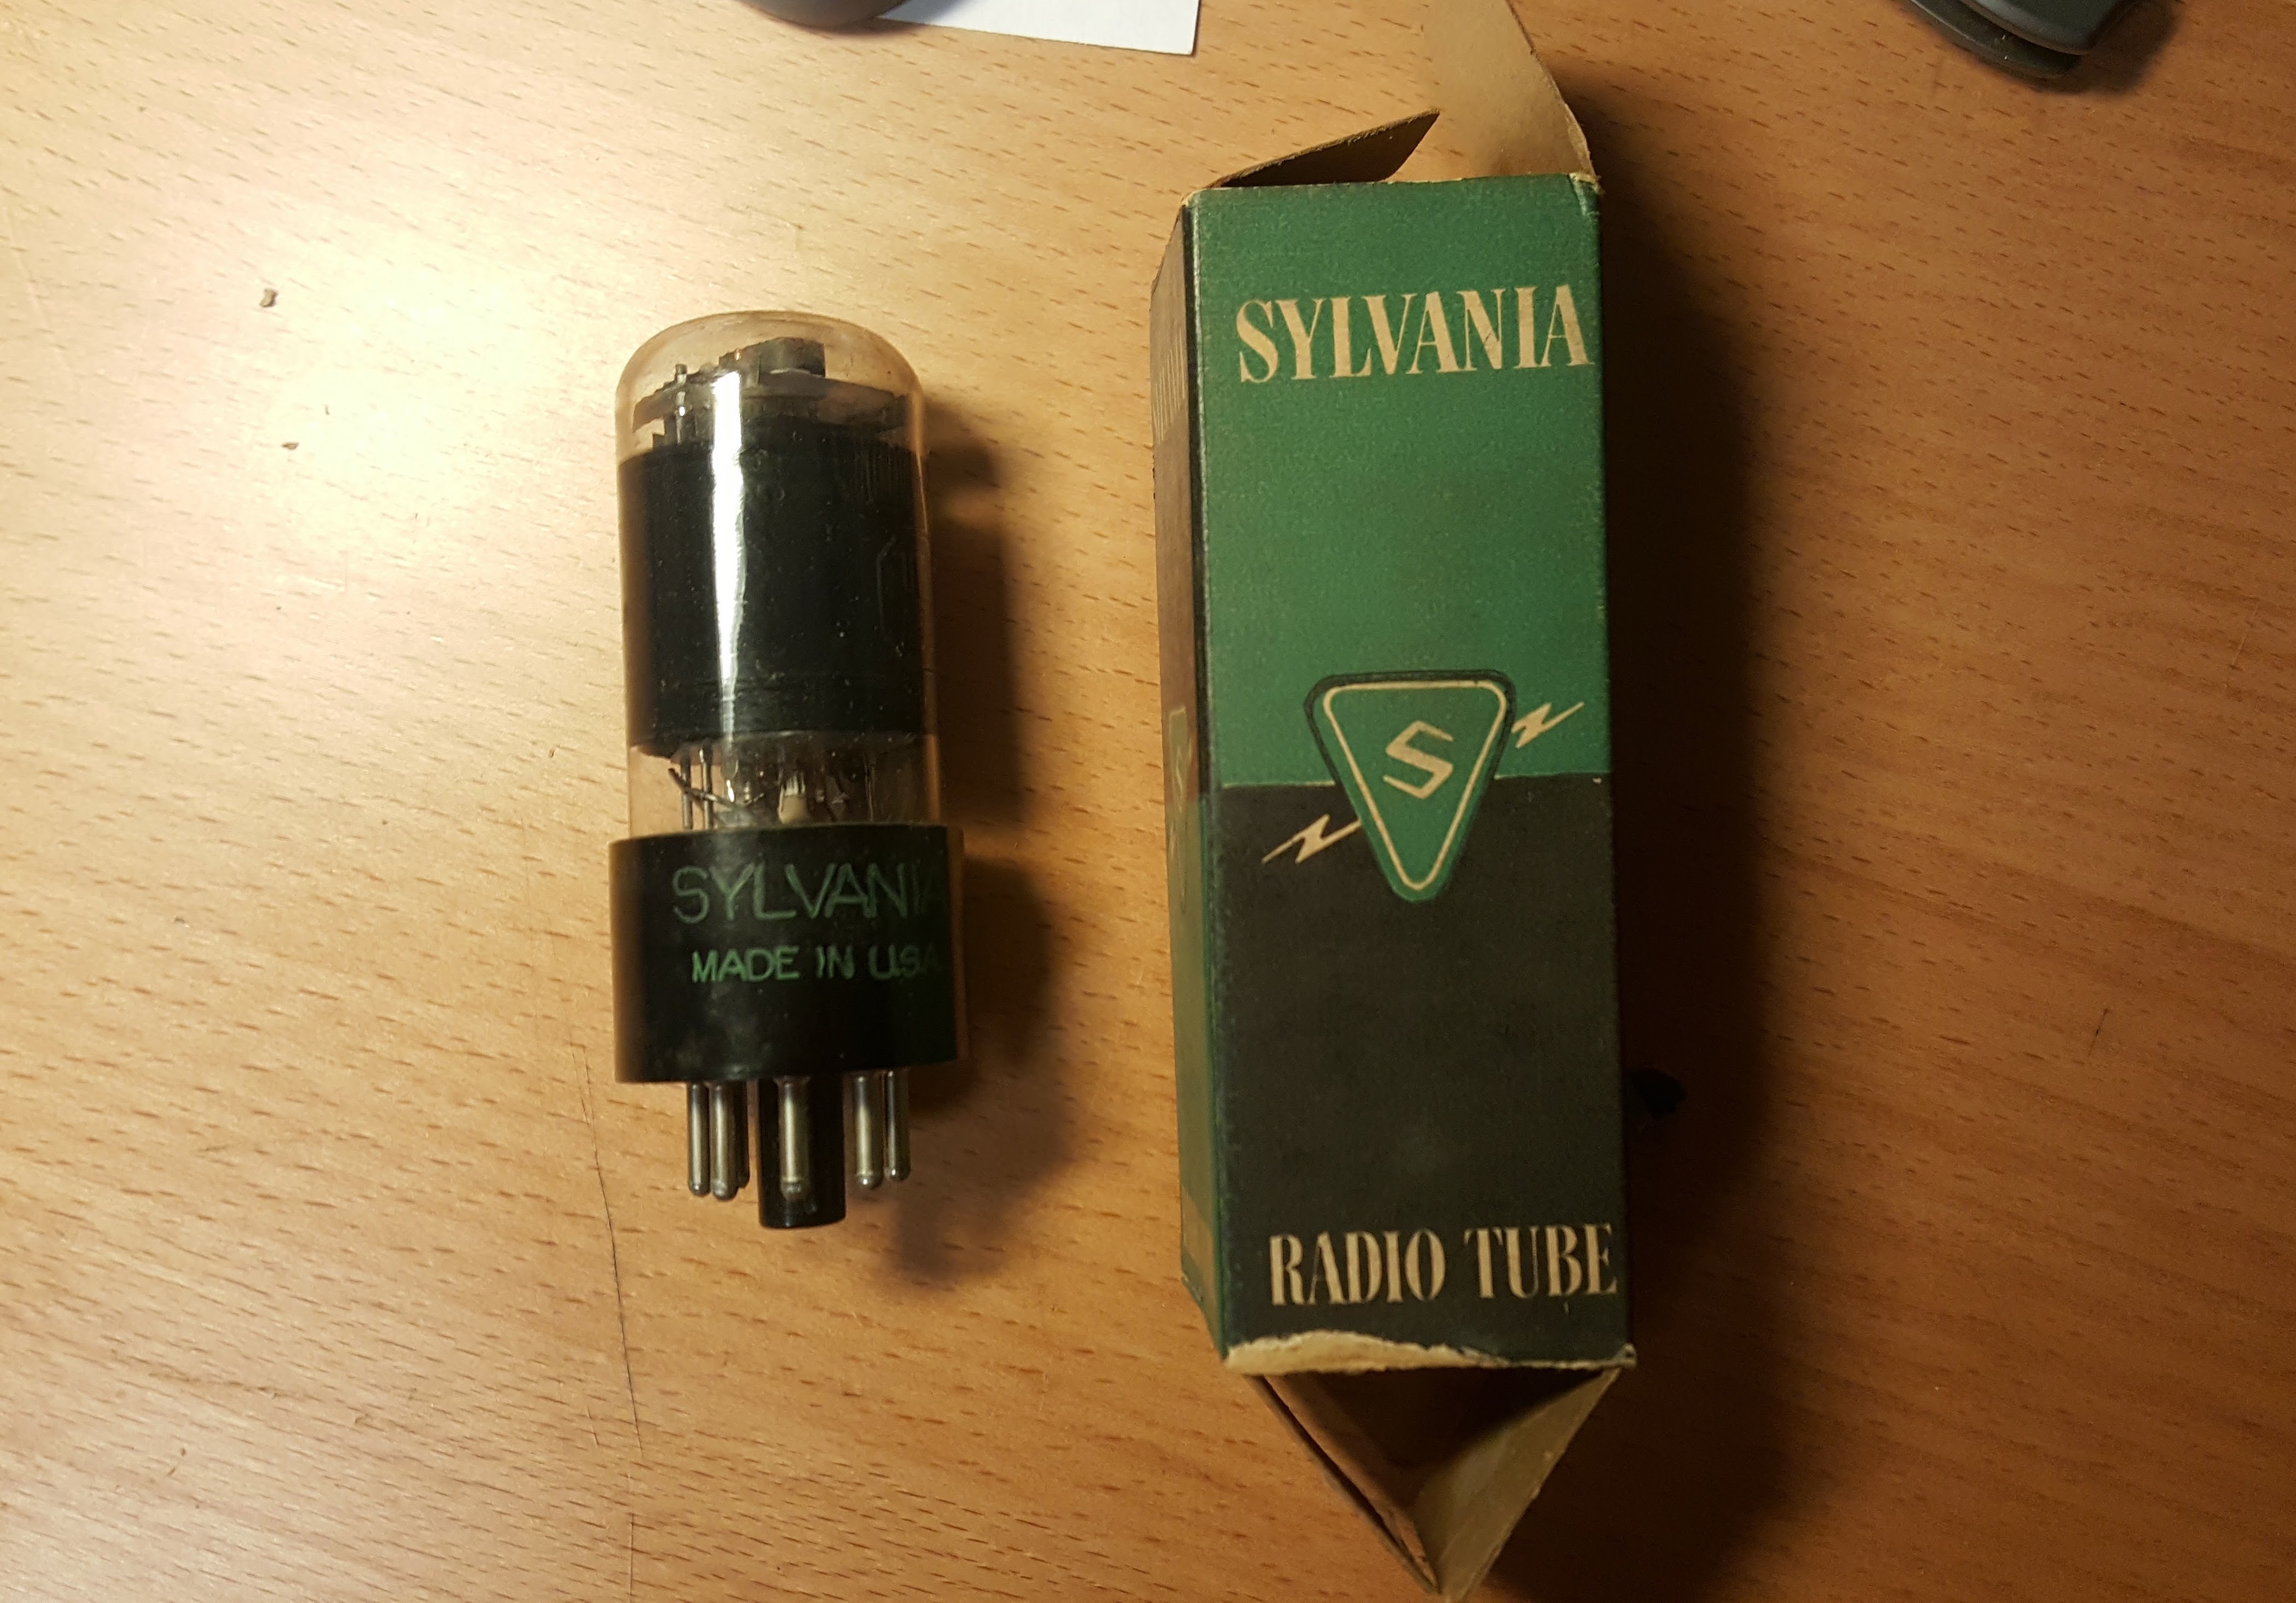 SYLVANIA
MADE IN U.S.A.
SYLVANIA
S
RADIO TUBE